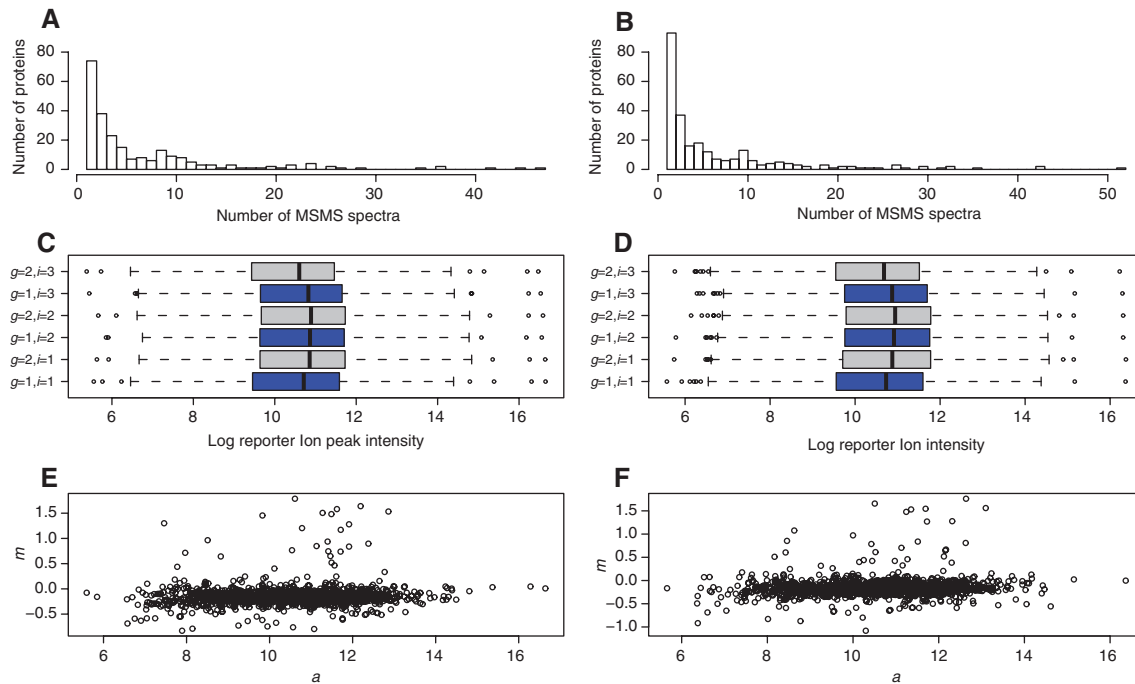 A
Number of proteins
80
60
40
20
0
0 10 20 30 40
Number of MSMS spectra
B
Number of proteins
80
60
40
20
0
0 10 20 30 40 50
Number of MSMS spectra
C
g=2,i=3
g=1,i=3
g=2,i=2
g=1,i=2
g=2,i=1
g=1,i=1
6 8 10 12 14 16
Log reporter Ion peak intensity
D
g=2,i=3
g=1,i=3
g=2,i=2
g=1,i=2
g=2,i=1
g=1,i=1
6 8 10 12 14 16
Log reporter Ion intensity
E
m
1.5
1.0
0.5
0.0
−0.5
6 8 10 12 14 16
a
F
m
1.5
1.0
0.5
0.0
−0.5
−1.0
6 8 10 12 14 16
a